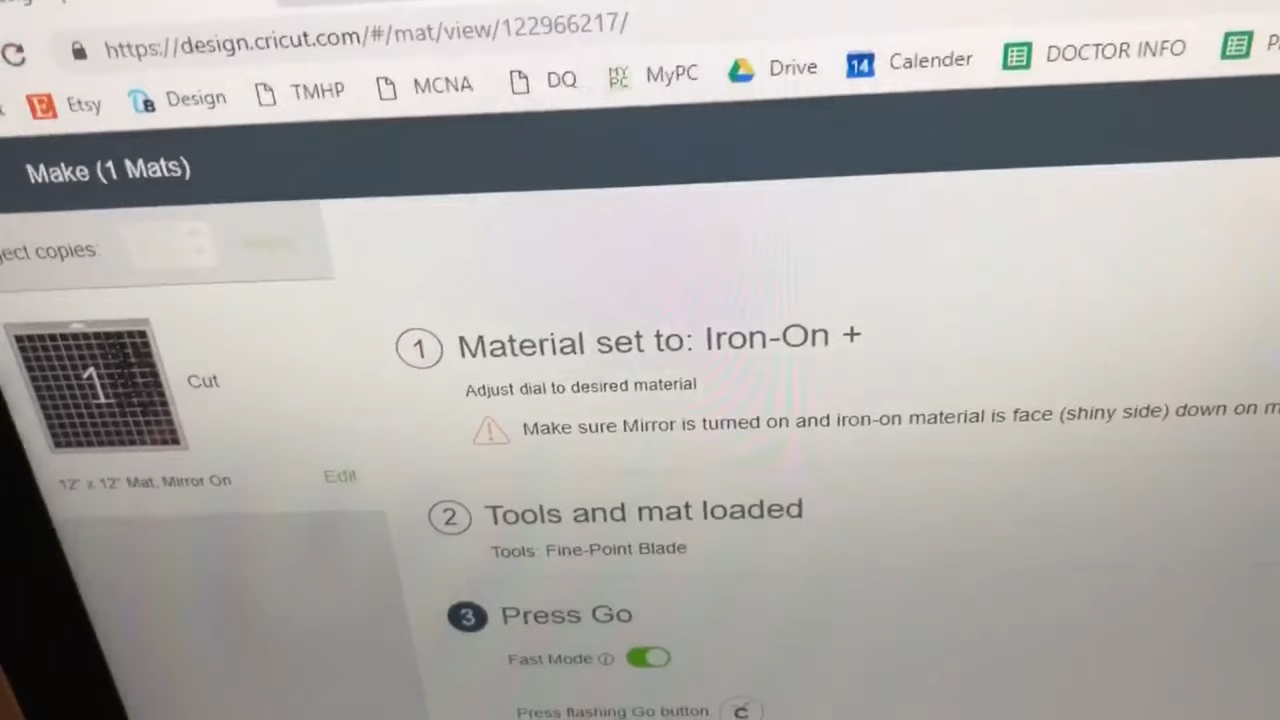 https://design.cricut.com/#/mat/view/122966217/
Etsy Design TMHP MCNA DQ MY PC MyPC Drive 14 Calender DOCTOR INFO
Make (1 Mats)
ject copies:
1 Material set to: Iron-On +
Adjust dial to desired material
Make sure Mirror is turned on and iron-on material is face (shiny side) down on m
1
Cut
12" x 12" Mat, Mirror On Edit
2 Tools and mat loaded
Tools: Fine-Point Blade
3 Press Go
Fast Mode
Press flashing Go button